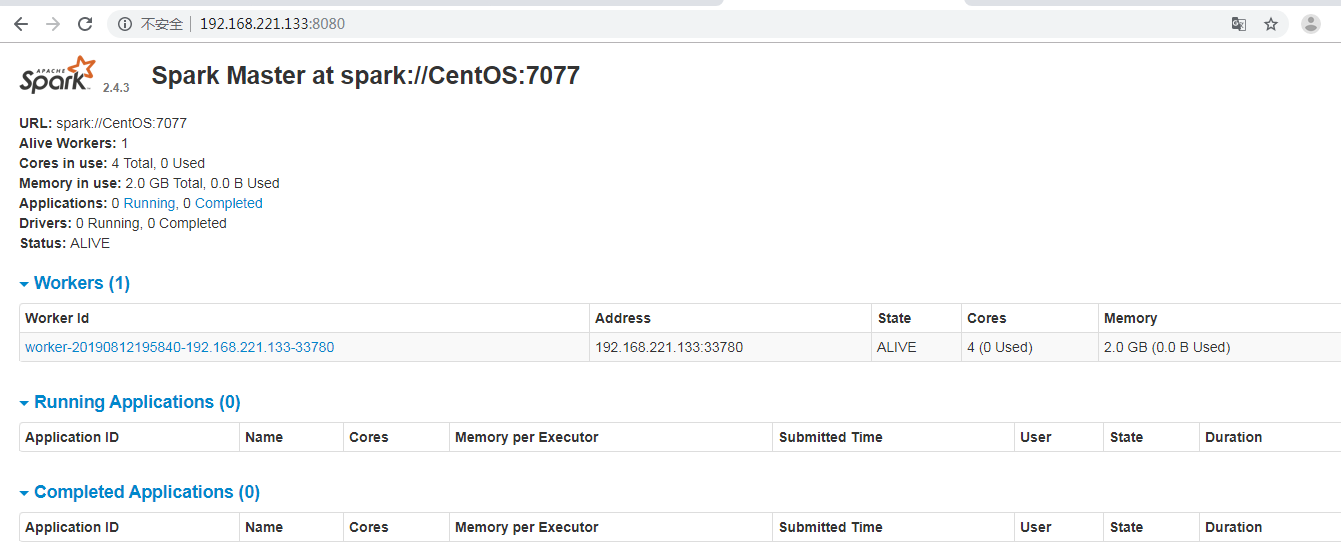 不安全 192.168.221.133:8080
APACHE Spark 2.4.3 Spark Master at spark://CentOS:7077
URL: spark://CentOS:7077
Alive Workers: 1
Cores in use: 4 Total, 0 Used
Memory in use: 2.0 GB Total, 0.0 B Used
Applications: 0 Running, 0 Completed
Drivers: 0 Running, 0 Completed
Status: ALIVE
Workers (1)
Worker Id Address State Cores Memory
worker-20190812195840-192.168.221.133-33780 192.168.221.133:33780 ALIVE 4 (0 Used) 2.0 GB (0.0 B Used)
Running Applications (0)
Application ID Name Cores Memory per Executor Submitted Time User State Duration
Completed Applications (0)
Application ID Name Cores Memory per Executor Submitted Time User State Duration